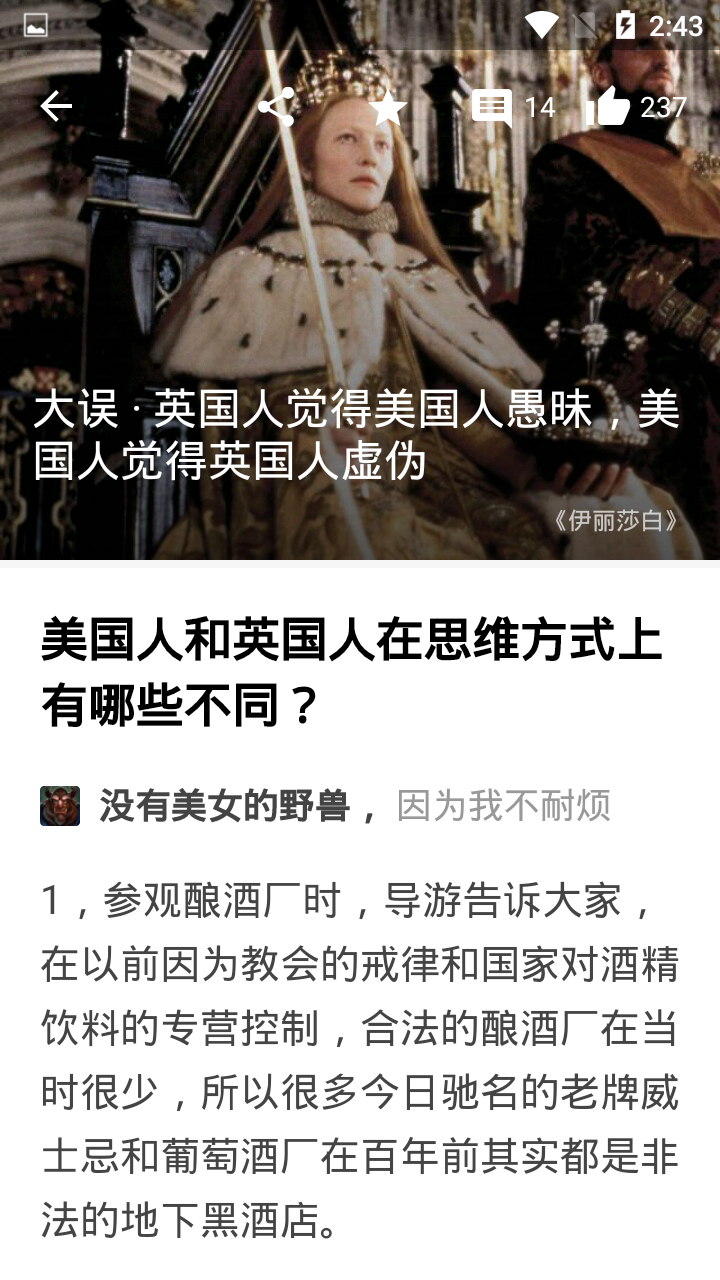 2:43
14
237
大误 · 英国人觉得美国人愚昧，美
国人觉得英国人虚伪
《伊丽莎白》
美国人和英国人在思维方式上
有哪些不同？
没有美女的野兽，因为我不耐烦
1，参观酿酒厂时，导游告诉大家，
在以前因为教会的戒律和国家对酒精
饮料的专营控制，合法的酿酒厂在当
时很少，所以很多今日驰名的老牌威
士忌和葡萄酒厂在百年前其实都是非
法的地下黑酒店。